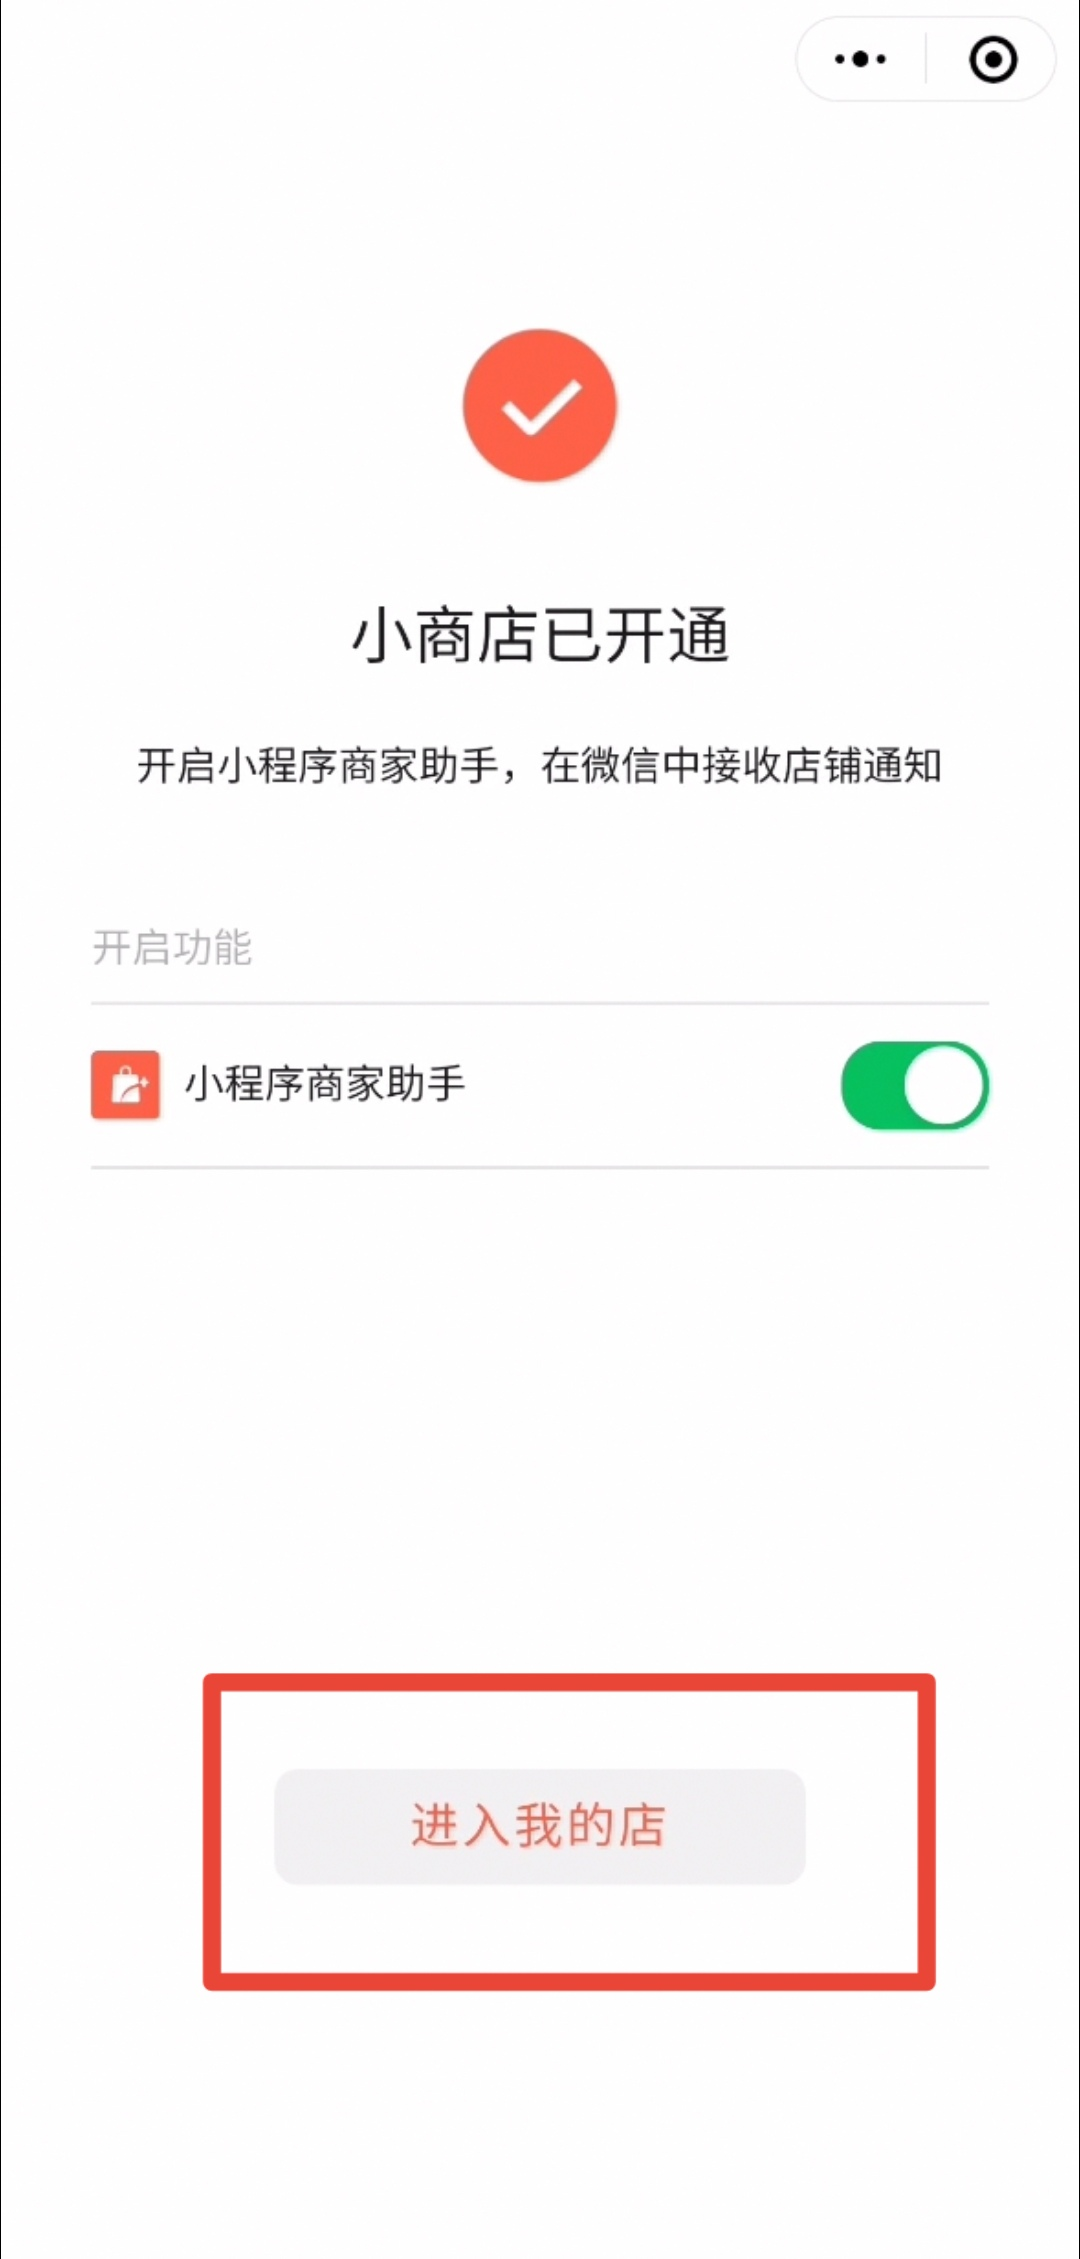 小商店已开通
开启小程序商家助手，在微信中接收店铺通知
开启功能
小程序商家助手
进入我的店